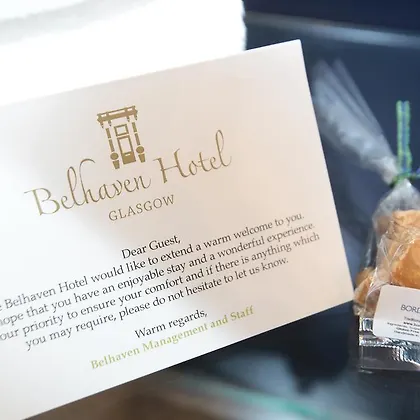 Belhaven Hotel
GLASGOW
Dear Guest,
Belhaven Hotel would like to extend a warm welcome to you.
hope that you have an enjoyable stay and a wonderful experience.
our priority to ensure your comfort and if there is anything which
you may require, please do not hesitate to let us know.
Warm regards,
Belhaven Management and Staff
BORD